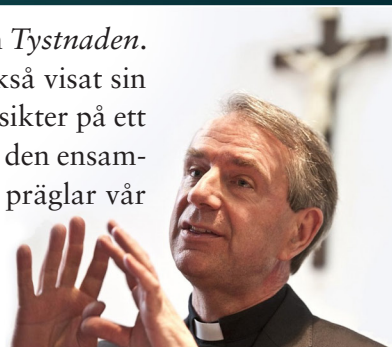 Tystnaden.
kså visat sin
sikter på ett
den ensam-
präglar vår